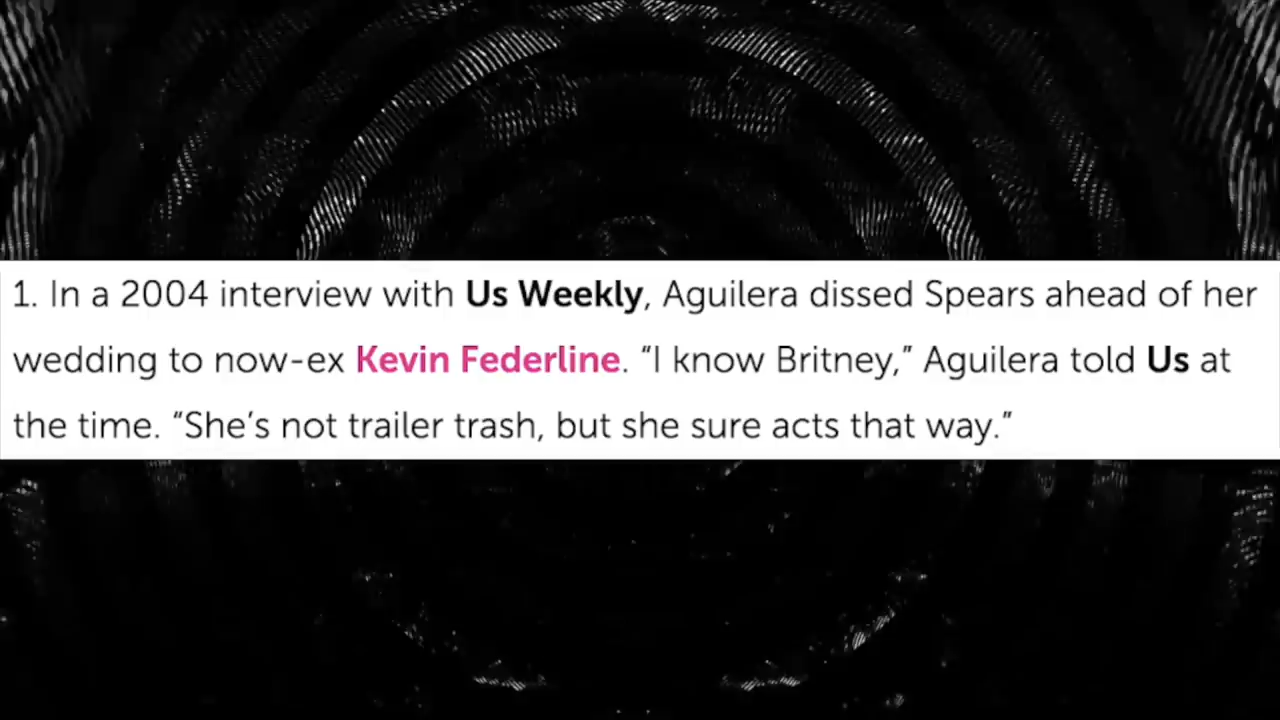 1. In a 2004 interview with Us Weekly, Aguilera dissed Spears ahead of her
wedding to now-ex Kevin Federline. “I know Britney,” Aguilera told Us at
the time. “She’s not trailer trash, but she sure acts that way.”